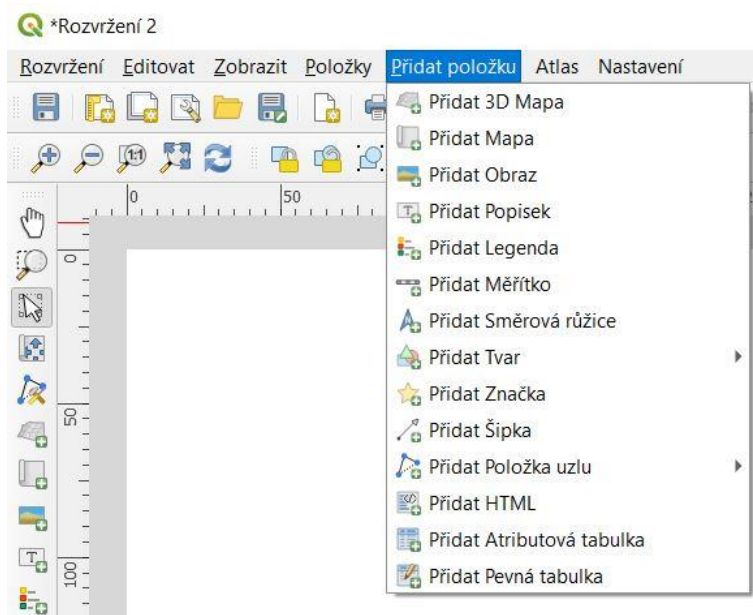 *Rozvržení 2
Rozvržení Editovat Zobrazit Položky Přidat položku Atlas Nastavení
Přidat 3D Mapa
Přidat Mapa
1:1
Přidat Obraz
0 50
Přidat Popisek
0
Přidat Legenda
Přidat Měřítko
Přidat Směrová růžice
Přidat Tvar
Přidat Značka
50
Přidat Šipka
Přidat Položka uzlu
Přidat HTML
Přidat Atributová tabulka
T
100
Přidat Pevná tabulka